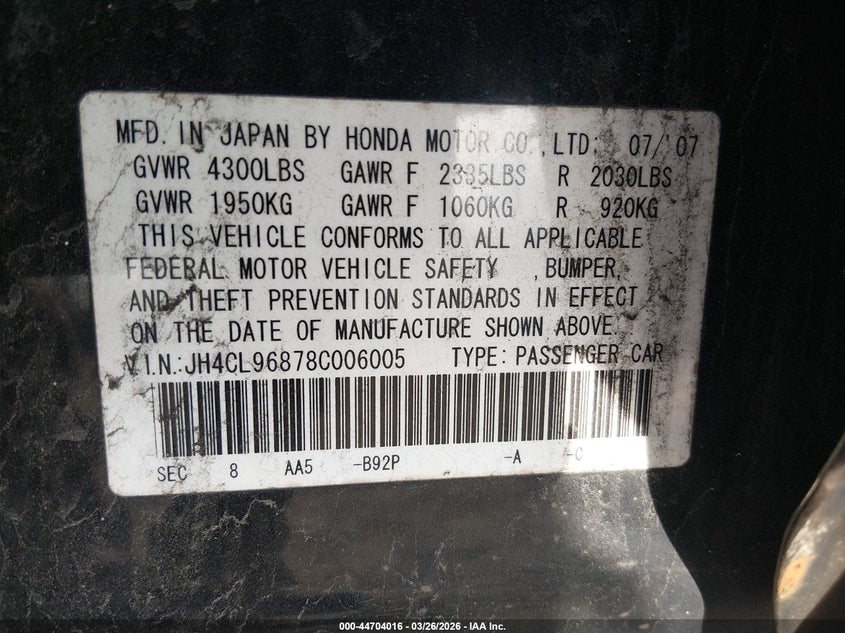 MFD. IN JAPAN BY HONDA MOTOR CO., LTD; 07/'07
GVWR 4300LBS GAWR F 2335LBS R 2030LBS
GVWR 1950KG GAWR F 1060KG R 920KG
THIS VEHICLE CONFORMS TO ALL APPLICABLE
FEDERAL MOTOR VEHICLE SAFETY , BUMPER,
AND THEFT PREVENTION STANDARDS IN EFFECT
ON THE DATE OF MANUFACTURE SHOWN ABOVE.
V.I.N.:JH4CL96878C006005 TYPE: PASSENGER CAR
SEC 8 AA5 -B92P -A -C
000-44704016 — 03/26/2026 — IAA Inc.